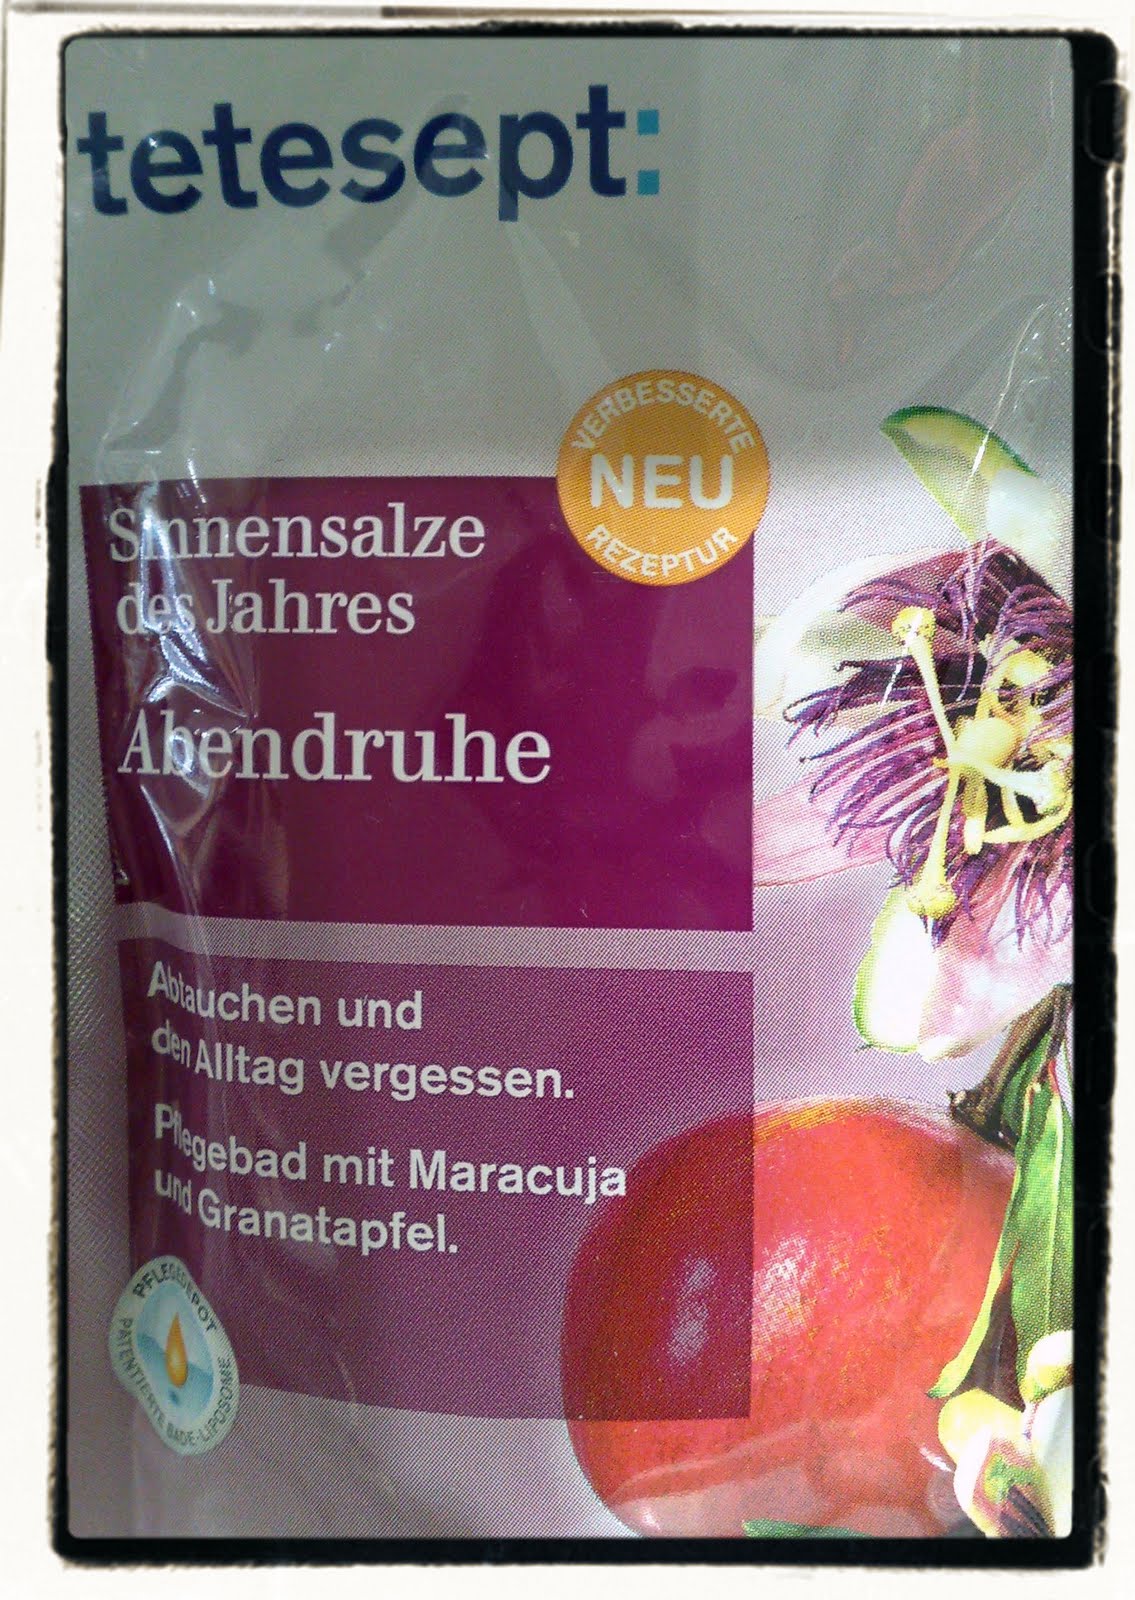 tetesept:
VERBESSERTE
NEU
REZEPTUR
Sinnensalze
des Jahres
Abendruhe
Abtauchen und
den Alltag vergessen.
Pflegebad mit Maracuja
und Granatapfel.
PFLEGEDEPOT
PATENTIERTE BADE-LIPOSOME